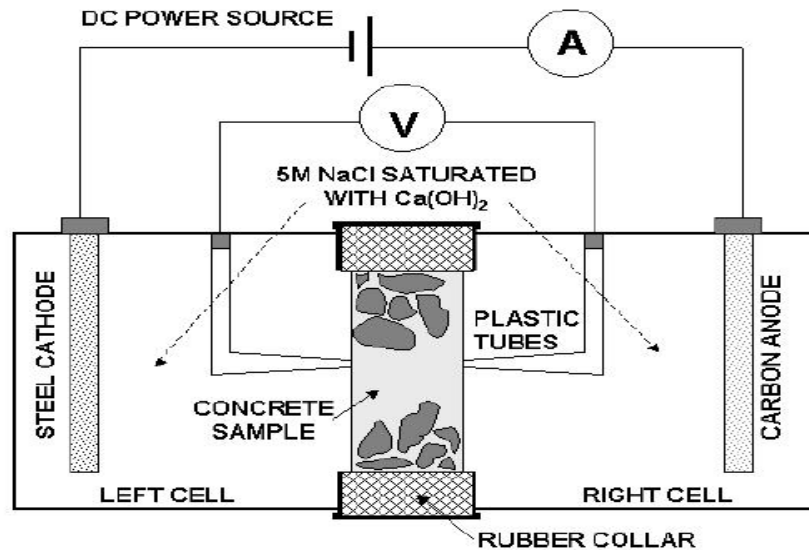 DC POWER SOURCE
A
V
5M NaCl SATURATED
WITH Ca(OH)₂
STEEL CATHODE
PLASTIC
TUBES
CARBON ANODE
CONCRETE
SAMPLE
LEFT CELL
RIGHT CELL
RUBBER COLLAR